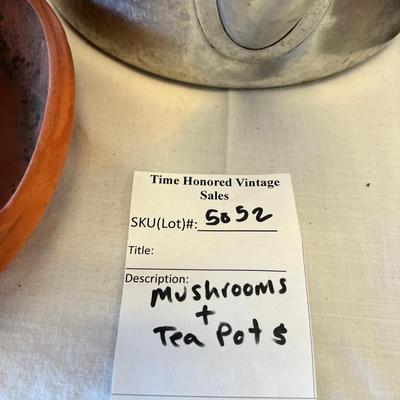 Time Honored Vintage
Sales
SKU(Lot)#: 5052
Title:
Description:
Mushrooms
+
Tea Pots